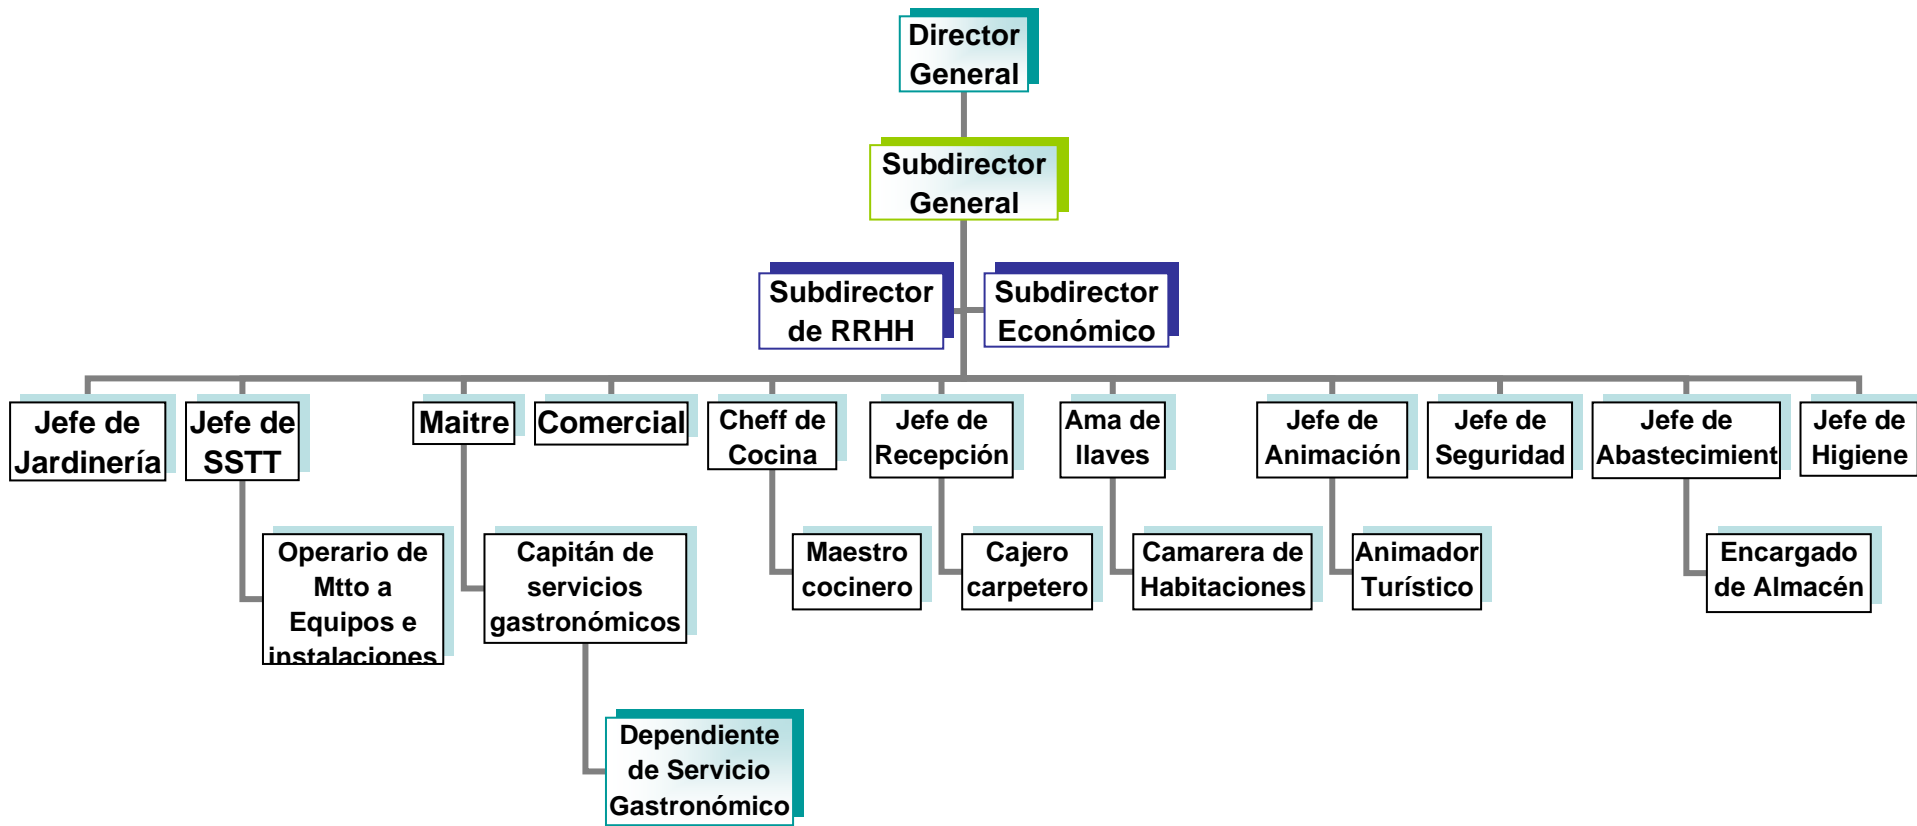 Director
General
Subdirector
General
Subdirector
de RRHH
Subdirector
Económico
Jefe de
Jardinería
Jefe de
SSTT
Maitre
Comercial
Cheff de
Cocina
Jefe de
Recepción
Ama de
llaves
Jefe de
Animación
Jefe de
Seguridad
Jefe de
Abastecimient
Jefe de
Higiene
Operario de
Mtto a
Equipos e
instalaciones
Capitán de
servicios
gastronómicos
Maestro
cocinero
Cajero
carpetero
Camarera de
Habitaciones
Animador
Turístico
Encargado
de Almacén
Dependiente
de Servicio
Gastronómico